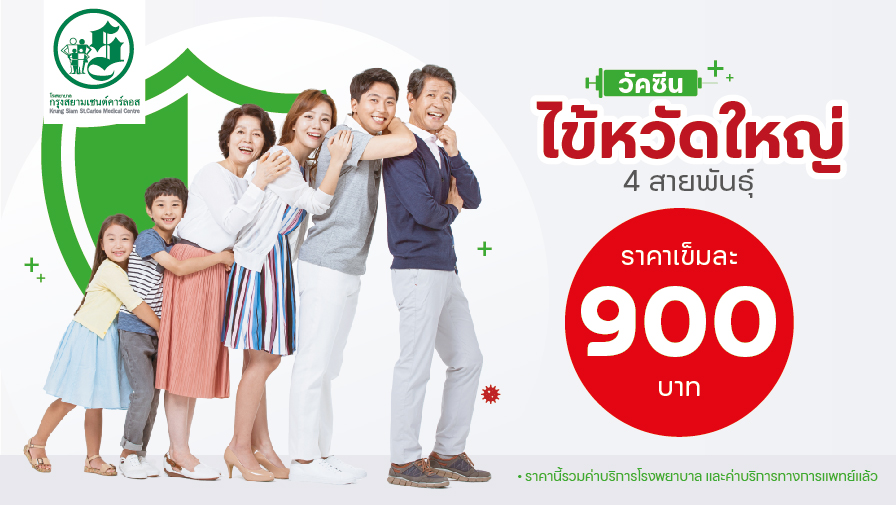 โรงพยาบาล
กรุงสยามเซนต์คาร์ลอส
Krung Siam St.Carlos Medical Centre
วัคซีน
ไข้หวัดใหญ่
4 สายพันธุ์
ราคาเข็มละ
900
บาท
• ราคานี้รวมค่าบริการโรงพยาบาล และค่าบริการทางการแพทย์แล้ว